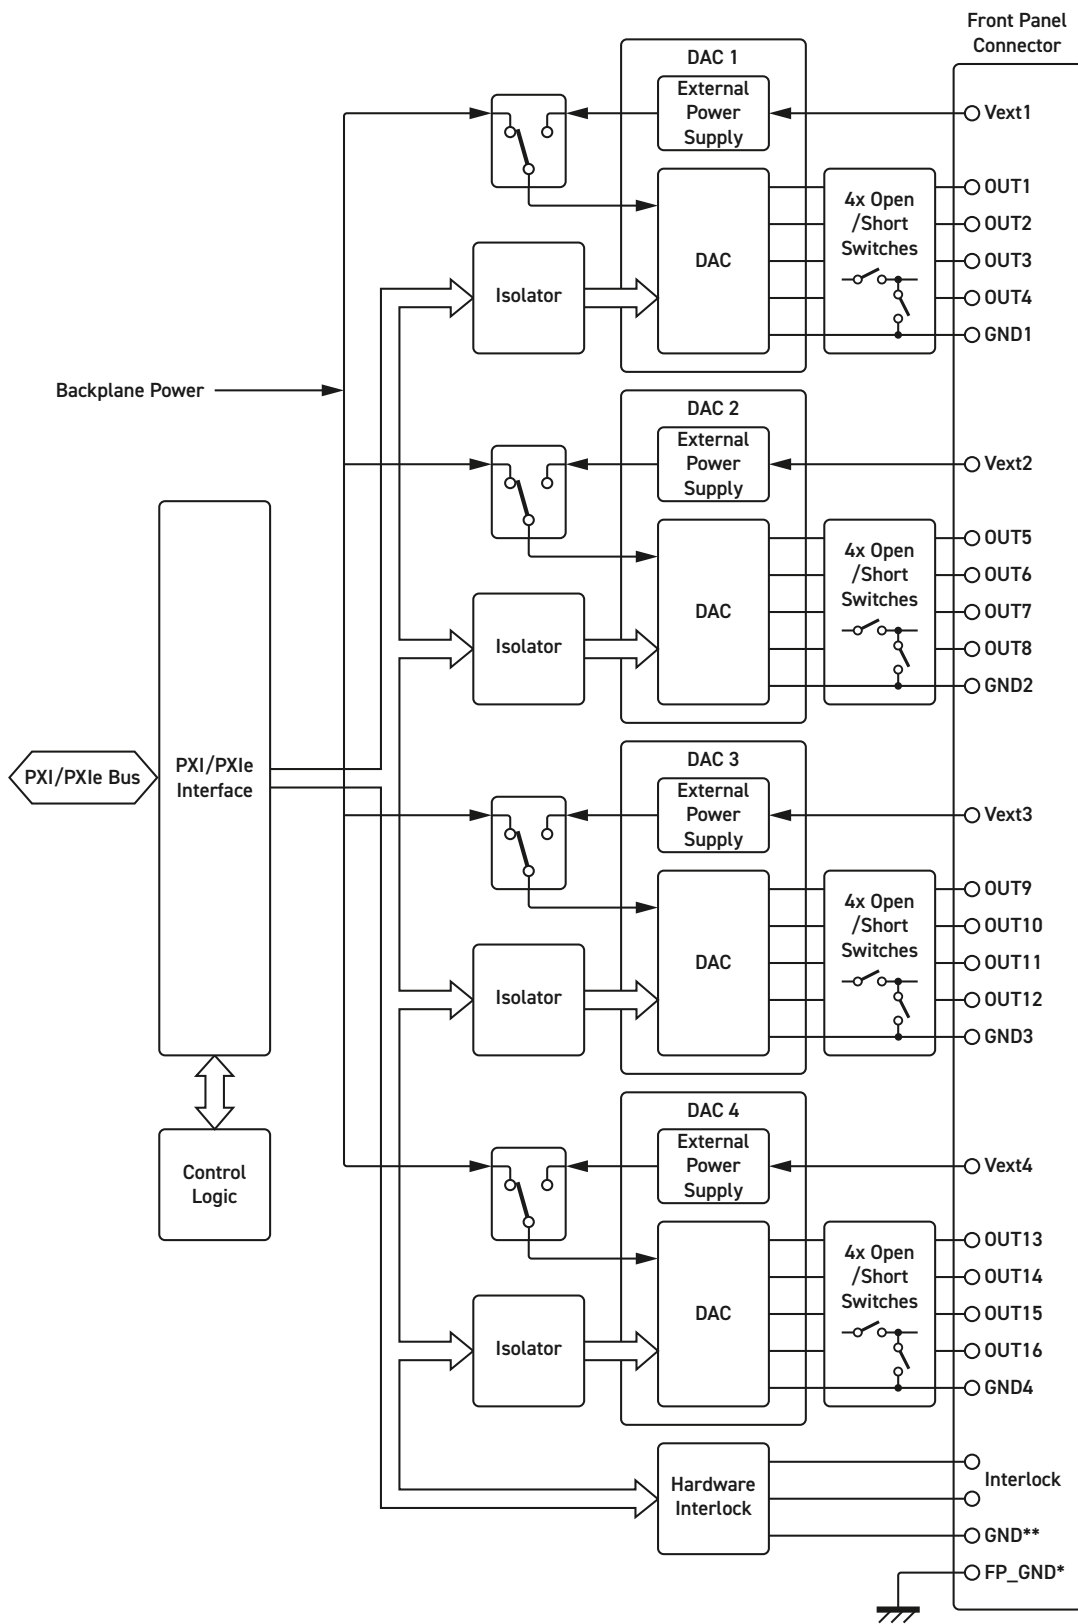 Front Panel
Connector
DAC 1
External
Power
Supply
Vext1
DAC
4x Open
/Short
Switches
OUT1
OUT2
OUT3
OUT4
GND1
Isolator
Backplane Power
DAC 2
External
Power
Supply
Vext2
DAC
4x Open
/Short
Switches
OUT5
OUT6
OUT7
OUT8
GND2
Isolator
PXI/PXIe Bus
PXI/PXIe
Interface
DAC 3
External
Power
Supply
Vext3
DAC
4x Open
/Short
Switches
OUT9
OUT10
OUT11
OUT12
GND3
Isolator
Control
Logic
DAC 4
External
Power
Supply
Vext4
DAC
4x Open
/Short
Switches
OUT13
OUT14
OUT15
OUT16
GND4
Isolator
Hardware
Interlock
Interlock
GND**
FP_GND*